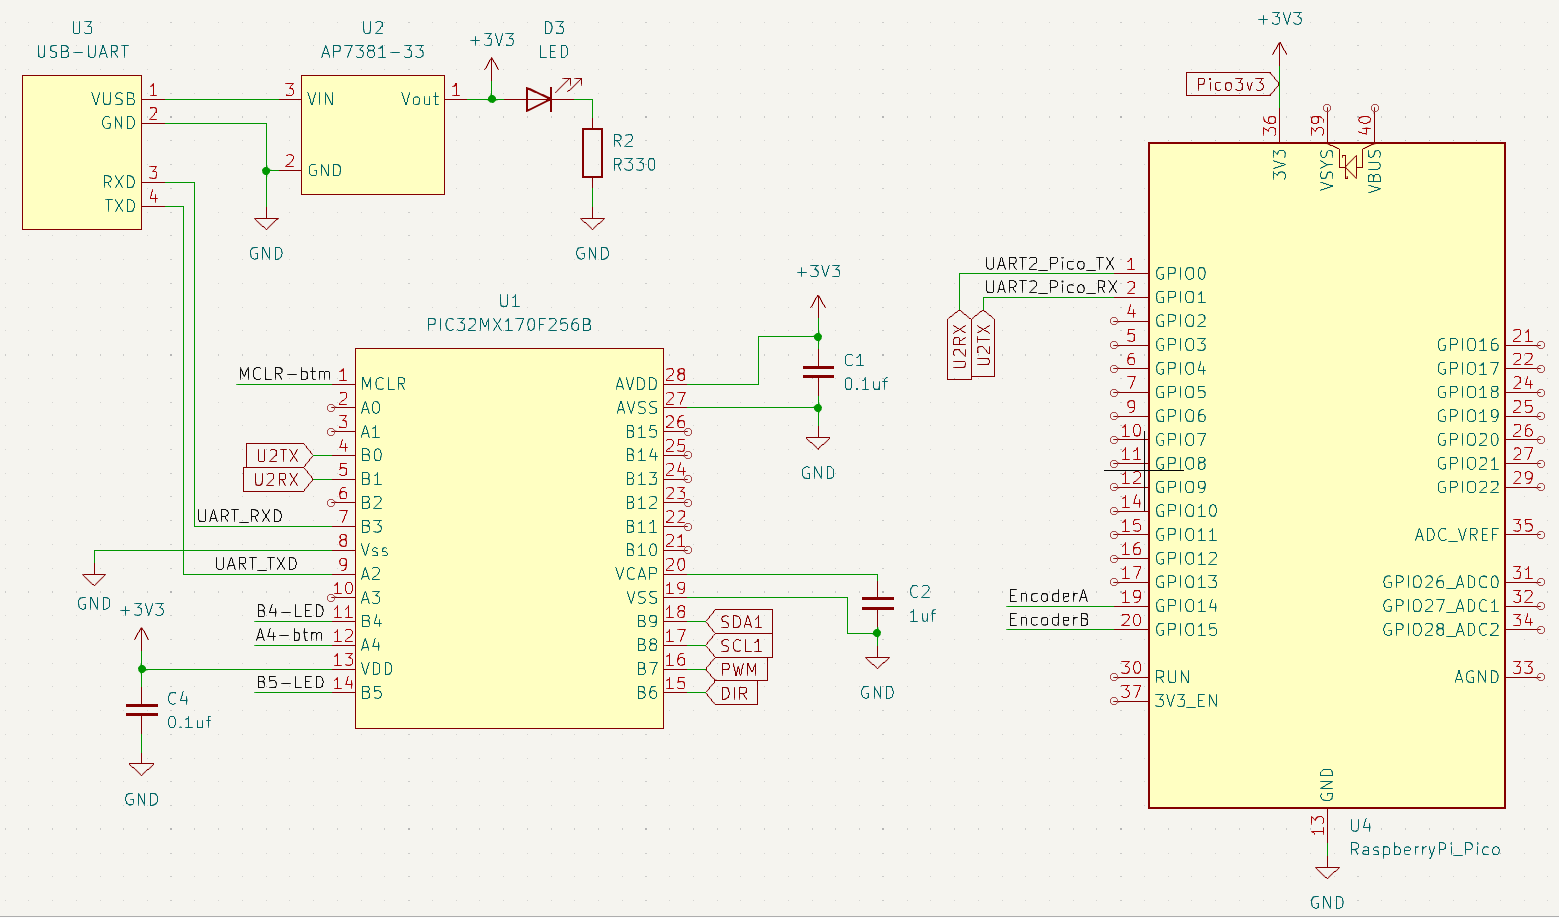 U3
USB-UART
VUSB 1
GND 2
RXD 3
TXD 4
U2
AP7381-33
3 VIN
Vout 1
2 GND
GND
+3V3
D3
LED
R2
R330
GND
U1
PIC32MX170F256B
MCLR-btm 1 MCLR
2 A0
3 A1
U2TX 4 B0
U2RX 5 B1
6 B2
UART_RXD 7 B3
8 Vss
UART_TXD 9 A2
10 A3
B4-LED 11 B4
A4-btm 12 A4
13 VDD
B5-LED 14 B5
AVDD 28
AVSS 27
B15 26
B14 25
B13 24
B12 23
B11 22
B10 21
VCAP 20
VSS 19
B9 18 SDA1
B8 17 SCL1
B7 16 PWM
B6 15 DIR
GND
+3V3
C4
0.1uf
GND
+3V3
C1
0.1uf
GND
C2
1uf
GND
+3V3
Pico3v3
36 39 40
3V3 VSYS VBUS
UART2_Pico_TX 1 GPIO0
UART2_Pico_RX 2 GPIO1
U2RX
U2TX
4 GPIO2
5 GPIO3
6 GPIO4
7 GPIO5
9 GPIO6
10 GPIO7
11 GPIO8
12 GPIO9
14 GPIO10
15 GPIO11
16 GPIO12
17 GPIO13
EncoderA 19 GPIO14
EncoderB 20 GPIO15
30 RUN
37 3V3_EN
GPIO16 21
GPIO17 22
GPIO18 24
GPIO19 25
GPIO20 26
GPIO21 27
GPIO22 29
ADC_VREF 35
GPIO26_ADC0 31
GPIO27_ADC1 32
GPIO28_ADC2 34
AGND 33
GND
13
U4
RaspberryPi_Pico
GND